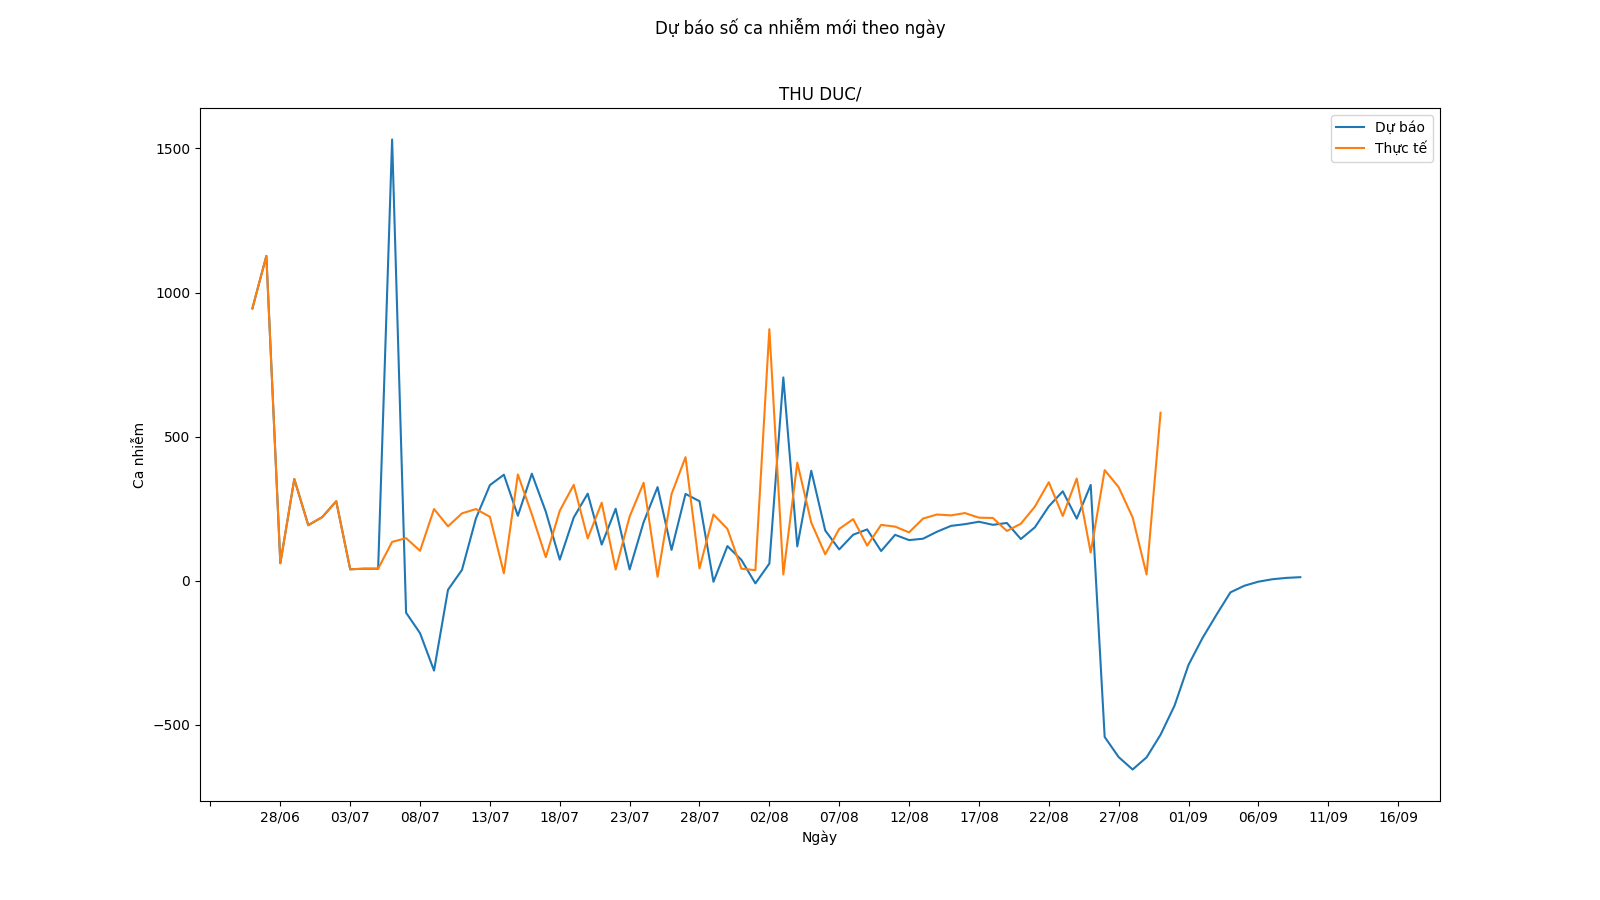 Dự báo số ca nhiễm mới theo ngày
THU DUC/
Dự báo
Thực tế
1500
1000
500
0
−500
Ca nhiễm
28/06 03/07 08/07 13/07 18/07 23/07 28/07 02/08 07/08 12/08 17/08 22/08 27/08 01/09 06/09 11/09 16/09
Ngày